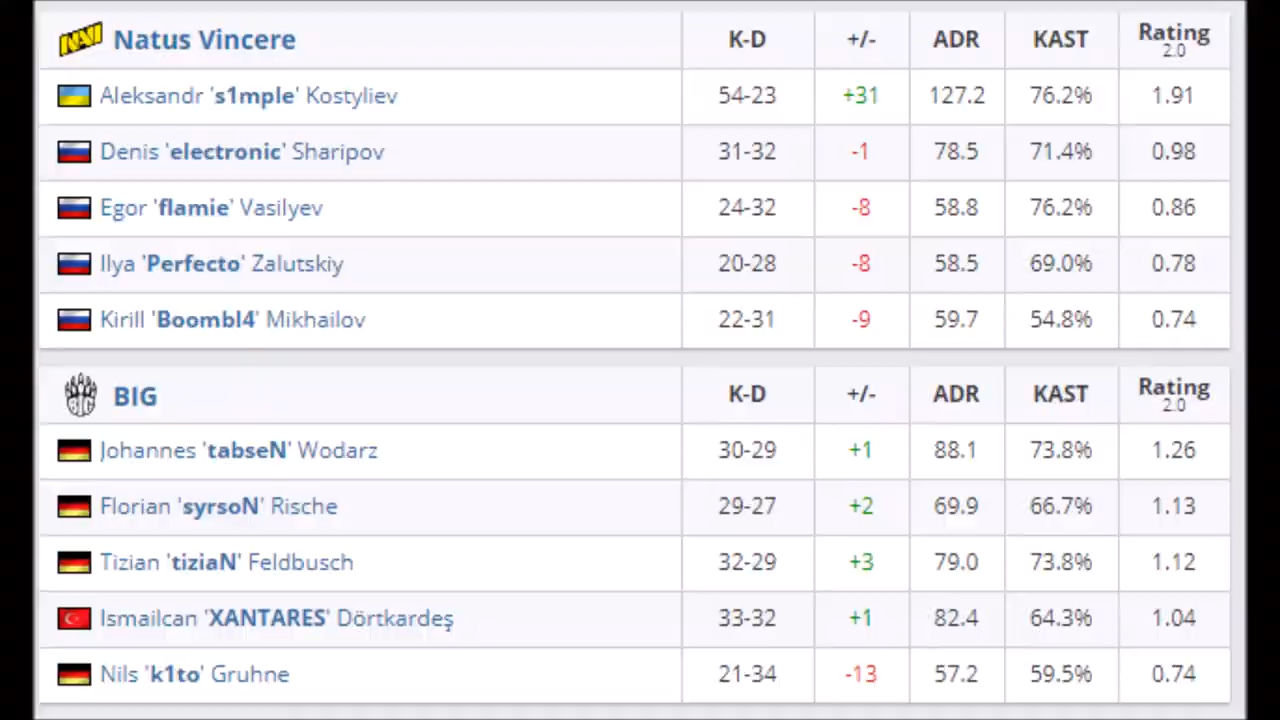 NAVI Natus Vincere K-D +/- ADR KAST Rating 2.0
Aleksandr 's1mple' Kostyliev 54-23 +31 127.2 76.2% 1.91
Denis 'electronic' Sharipov 31-32 -1 78.5 71.4% 0.98
Egor 'flamie' Vasilyev 24-32 -8 58.8 76.2% 0.86
Ilya 'Perfecto' Zalutskiy 20-28 -8 58.5 69.0% 0.78
Kirill 'Boombl4' Mikhailov 22-31 -9 59.7 54.8% 0.74
BIG BIG K-D +/- ADR KAST Rating 2.0
Johannes 'tabseN' Wodarz 30-29 +1 88.1 73.8% 1.26
Florian 'syrsoN' Rische 29-27 +2 69.9 66.7% 1.13
Tizian 'tiziaN' Feldbusch 32-29 +3 79.0 73.8% 1.12
Ismailcan 'XANTARES' Dörtkardeş 33-32 +1 82.4 64.3% 1.04
Nils 'k1to' Gruhne 21-34 -13 57.2 59.5% 0.74